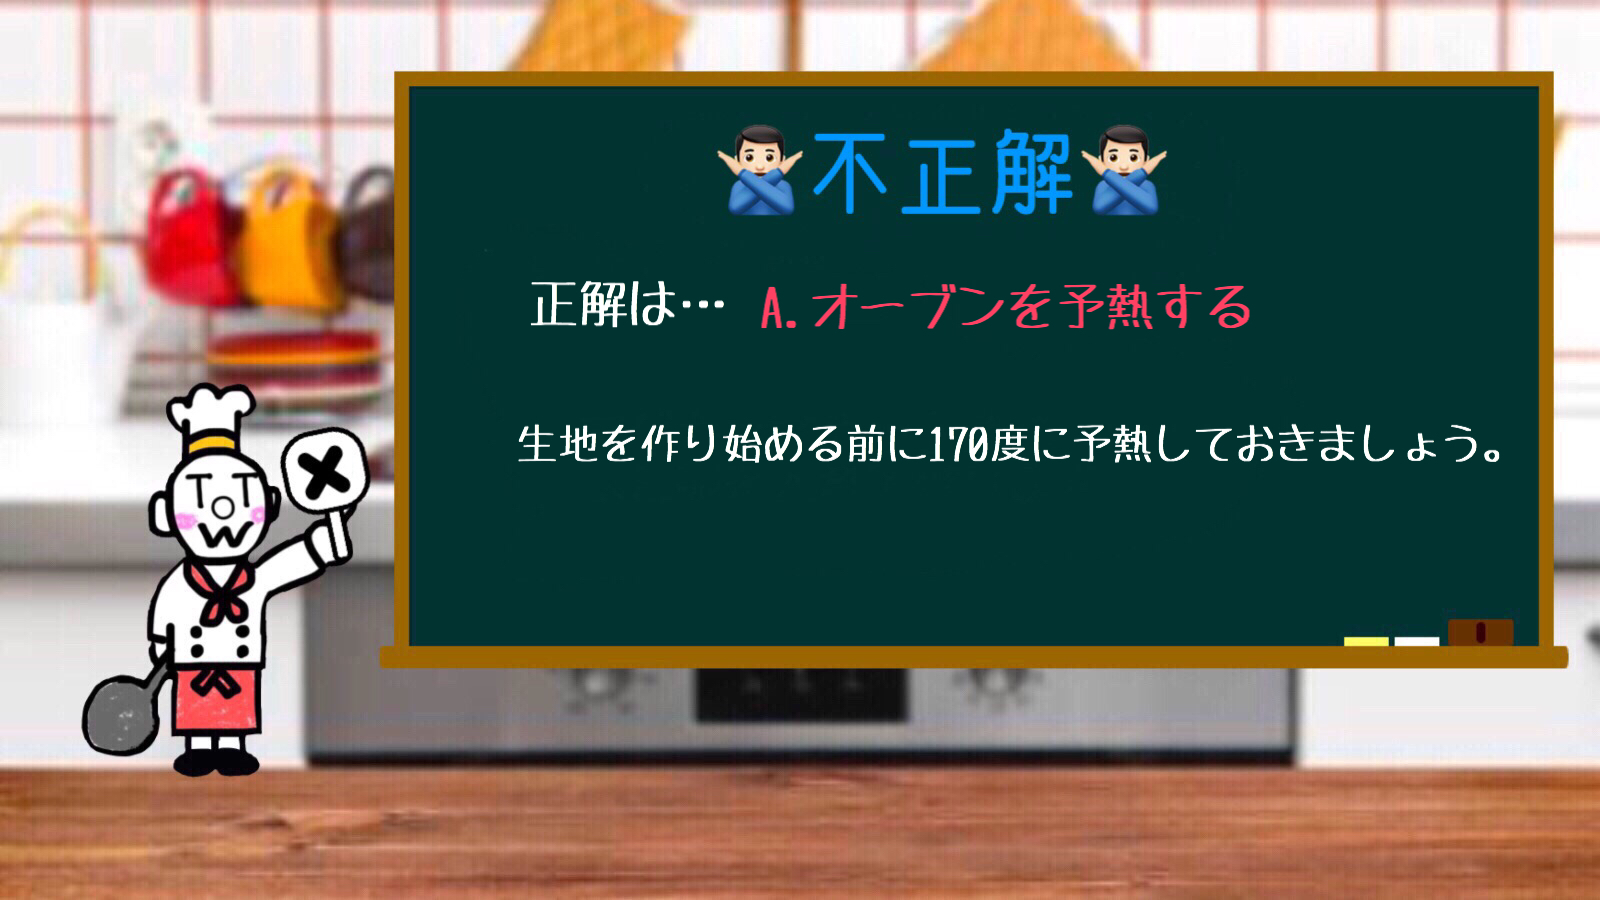 🙅🏻‍♂️不正解🙅🏻‍♂️
正解は… A.オーブンを予熱する
生地を作り始める前に170度に予熱しておきましょう。